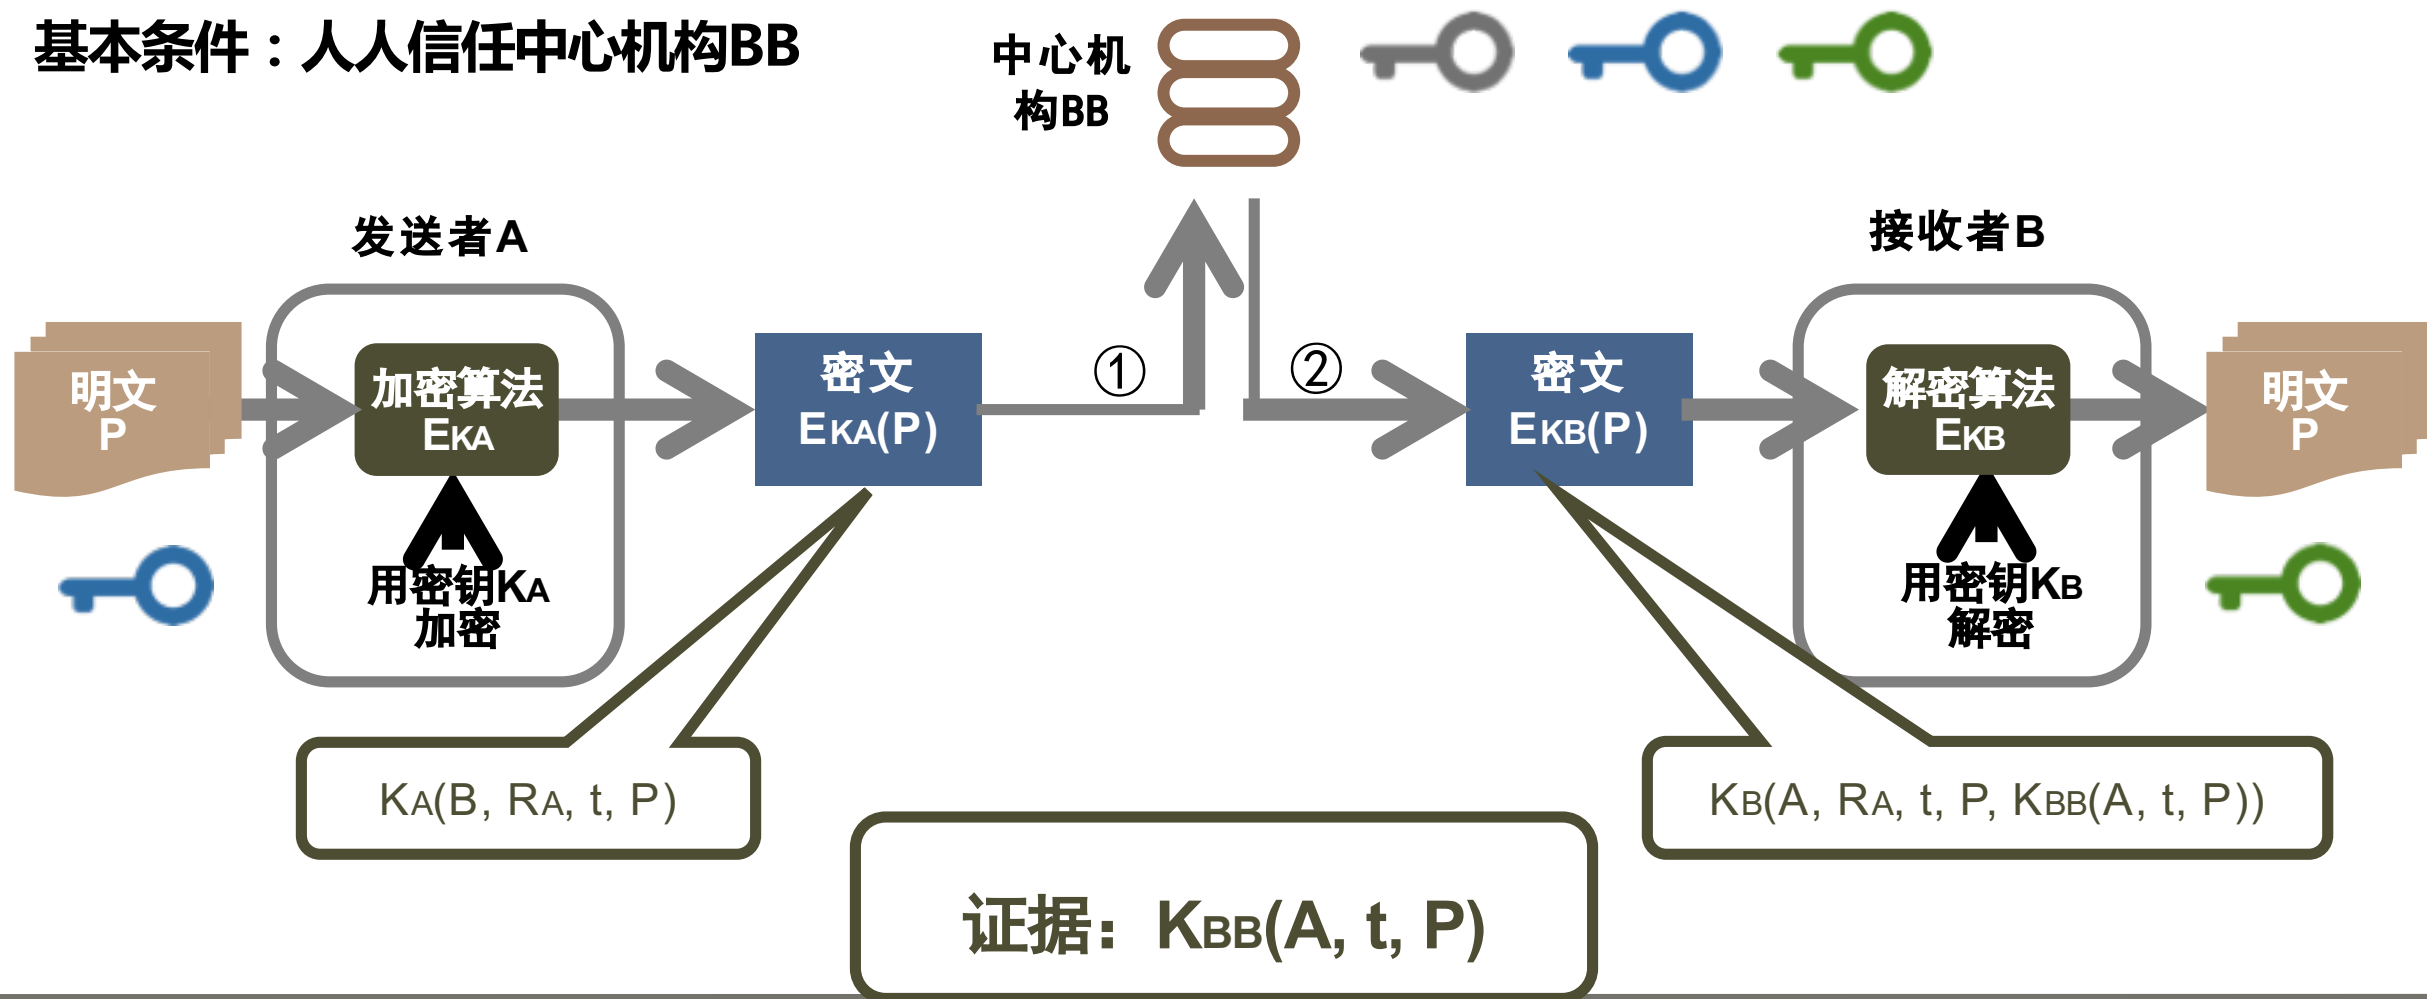 基本条件：人人信任中心机构BB
中心机
构BB
发送者A
接收者B
明文
P
加密算法
EKA
密文
EKA(P)
①
②
密文
EKB(P)
解密算法
EKB
明文
P
用密钥KA
加密
用密钥KB
解密
KA(B, RA, t, P)
KB(A, RA, t, P, KBB(A, t, P))
证据：KBB(A, t, P)